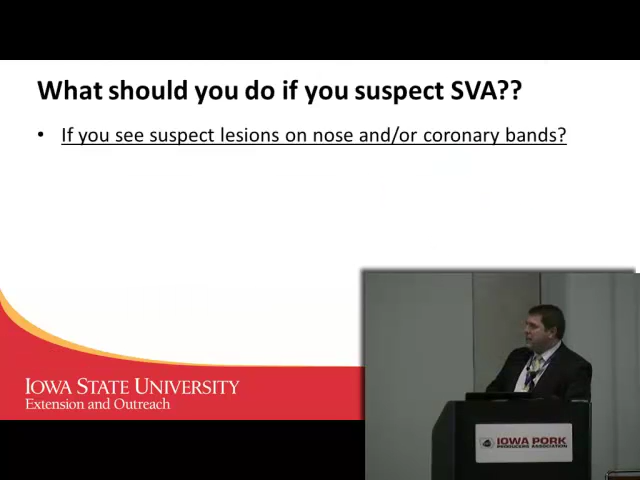 What should you do if you suspect SVA??
• If you see suspect lesions on nose and/or coronary bands?
IOWA STATE UNIVERSITY
Extension and Outreach
IOWA PORK
PRODUCERS ASSOCIATION